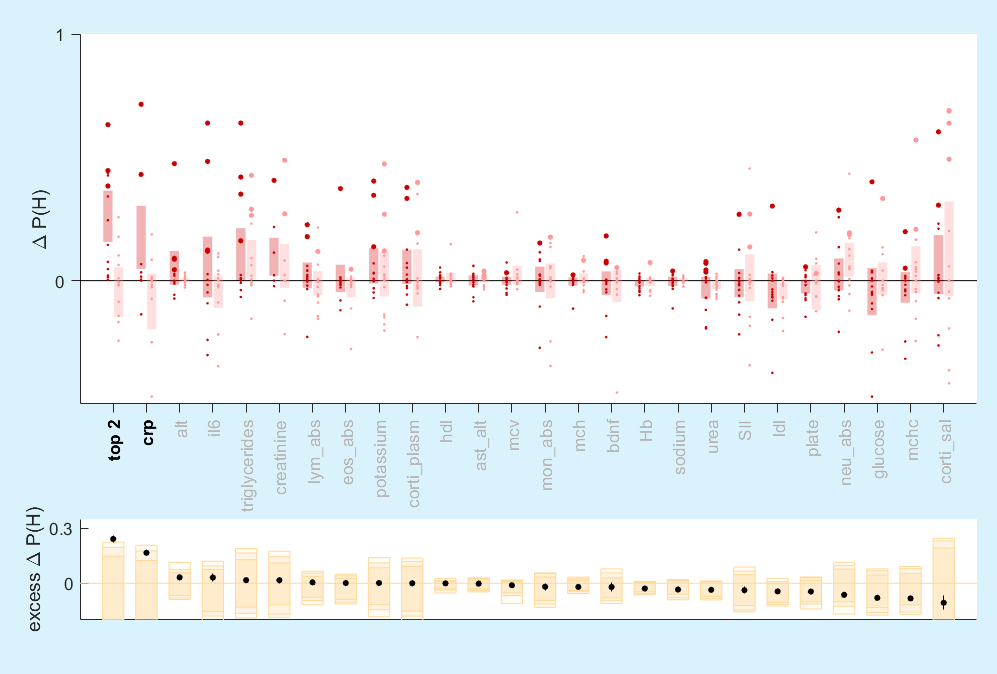 1
Δ P(H)
0
top 2
crp
alt
il6
triglycerides
creatinine
lym_abs
eos_abs
potassium
corti_plasm
hdl
ast_alt
mcv
mon_abs
mch
bdnf
Hb
sodium
urea
SII
ldl
plate
neu_abs
glucose
mchc
corti_sal
excess Δ P(H)
0.3
0